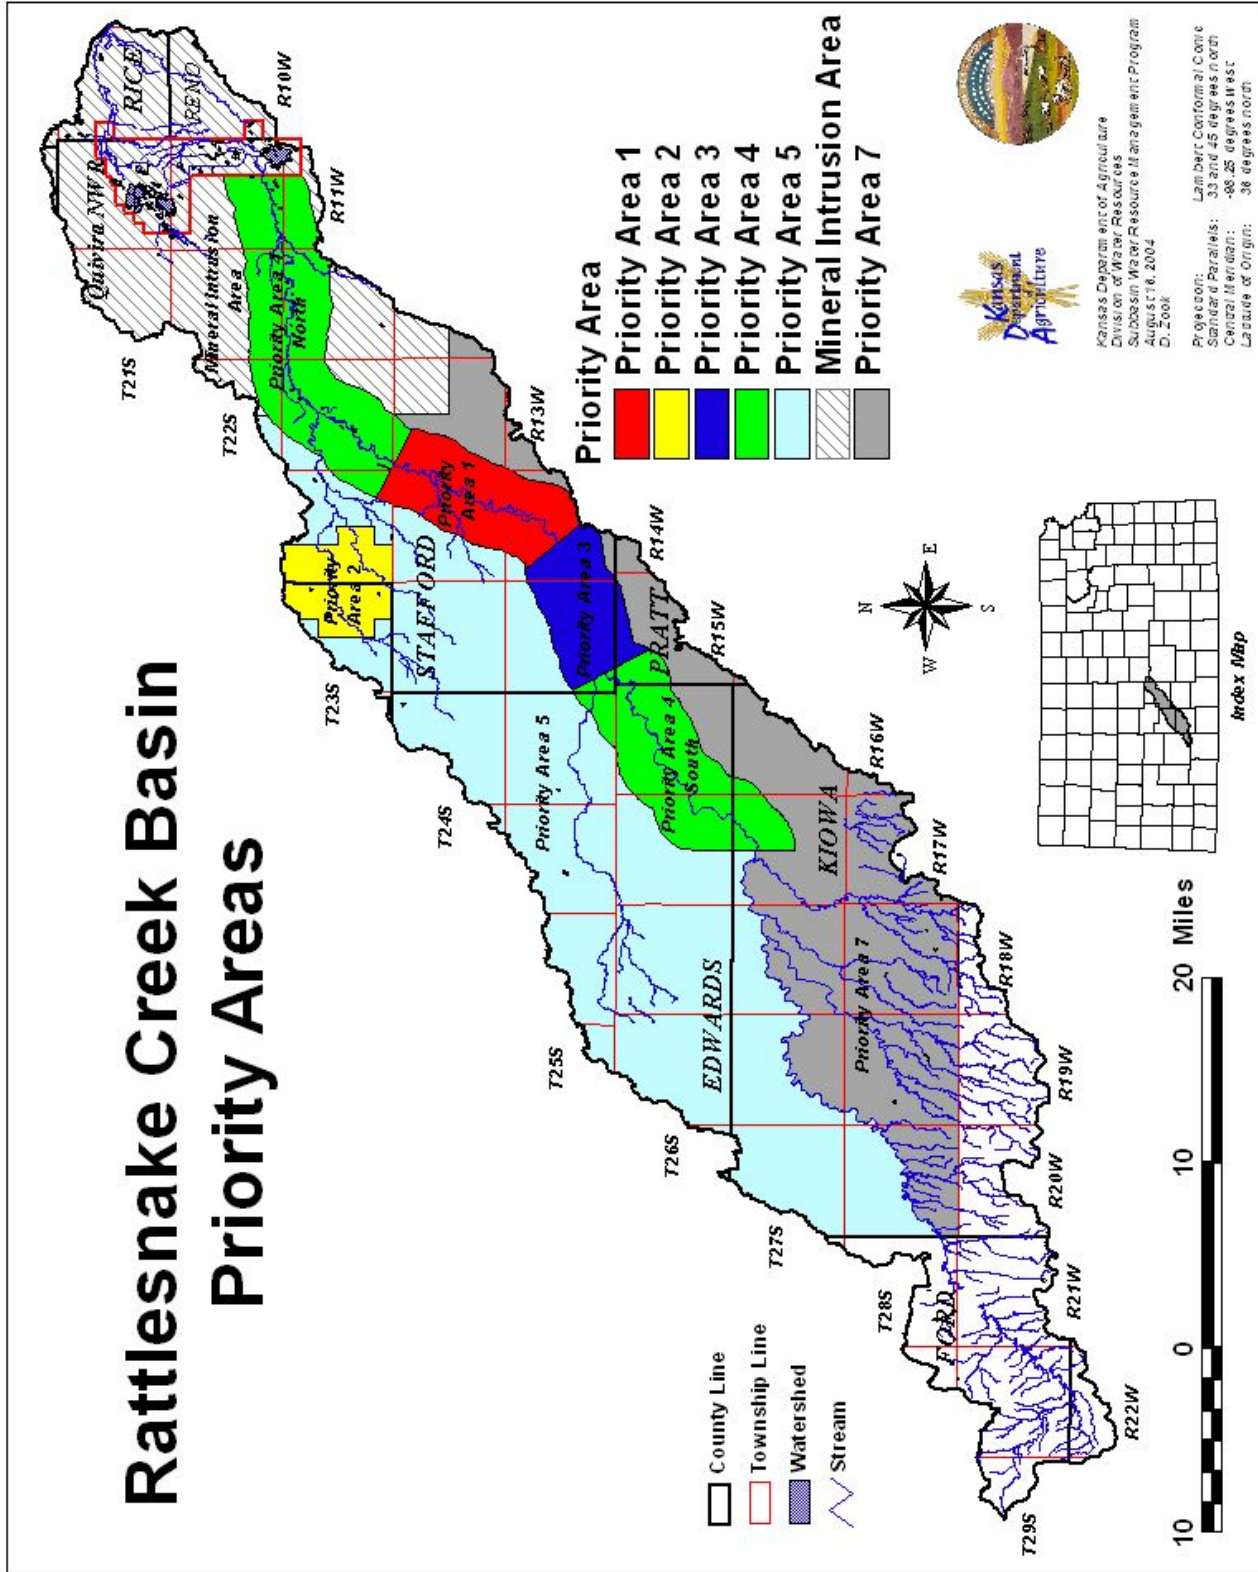 Rattlesnake Creek Basin
Priority Areas
T21S
T22S
T23S
T24S
T25S
T26S
T27S
T28S
T29S
R10W
R11W
R13W
R14W
R15W
R16W
R17W
R18W
R19W
R20W
R21W
R22W
Quivira NWR
RICE
RENO
Mineral Intrusion
Area
Priority Area 4
North
Priority
Area 1
Priority
Area 2
STAFFORD
Priority Area 3
PRATT
Priority Area 5
Priority Area 4
South
KIOWA
EDWARDS
Priority Area 7
FORD
County Line
Township Line
Watershed
Stream
Priority Area
Priority Area 1
Priority Area 2
Priority Area 3
Priority Area 4
Priority Area 5
Mineral Intrusion Area
Priority Area 7
N
W
E
S
10 0 10 20 Miles
Index Map
Kansas
Department
Agriculture
Kansas Department of Agriculture
Division of Water Resources
Subbasin Water Resource Management Program
August 18, 2004
D. Zook
Projection: Lambert Conformal Conic
Standard Parallels: 33 and 45 degrees north
Central Meridian: -98.25 degrees west
Latitude of Origin: 36 degrees north